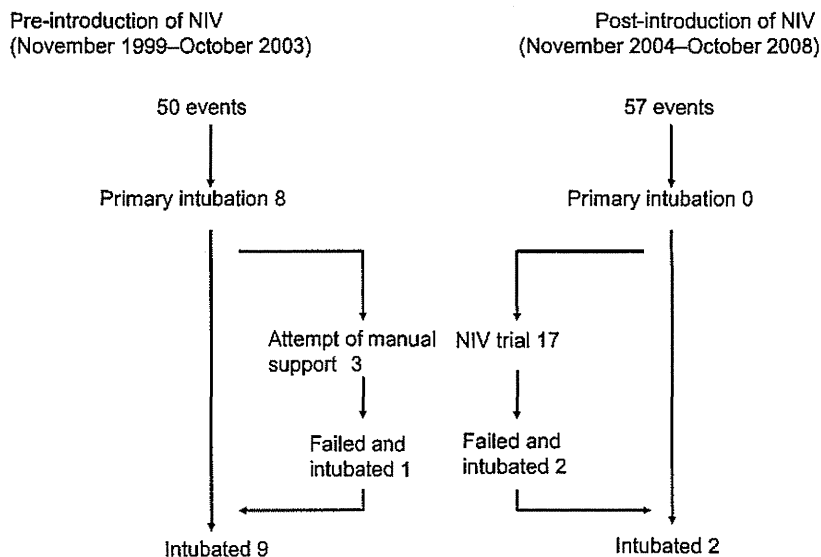 Pre-introduction of NIV
(November 1999–October 2003)
Post-introduction of NIV
(November 2004–October 2008)
50 events
57 events
Primary intubation 8
Primary intubation 0
Attempt of manual
support 3
NIV trial 17
Failed and
intubated 1
Failed and
intubated 2
Intubated 9
Intubated 2